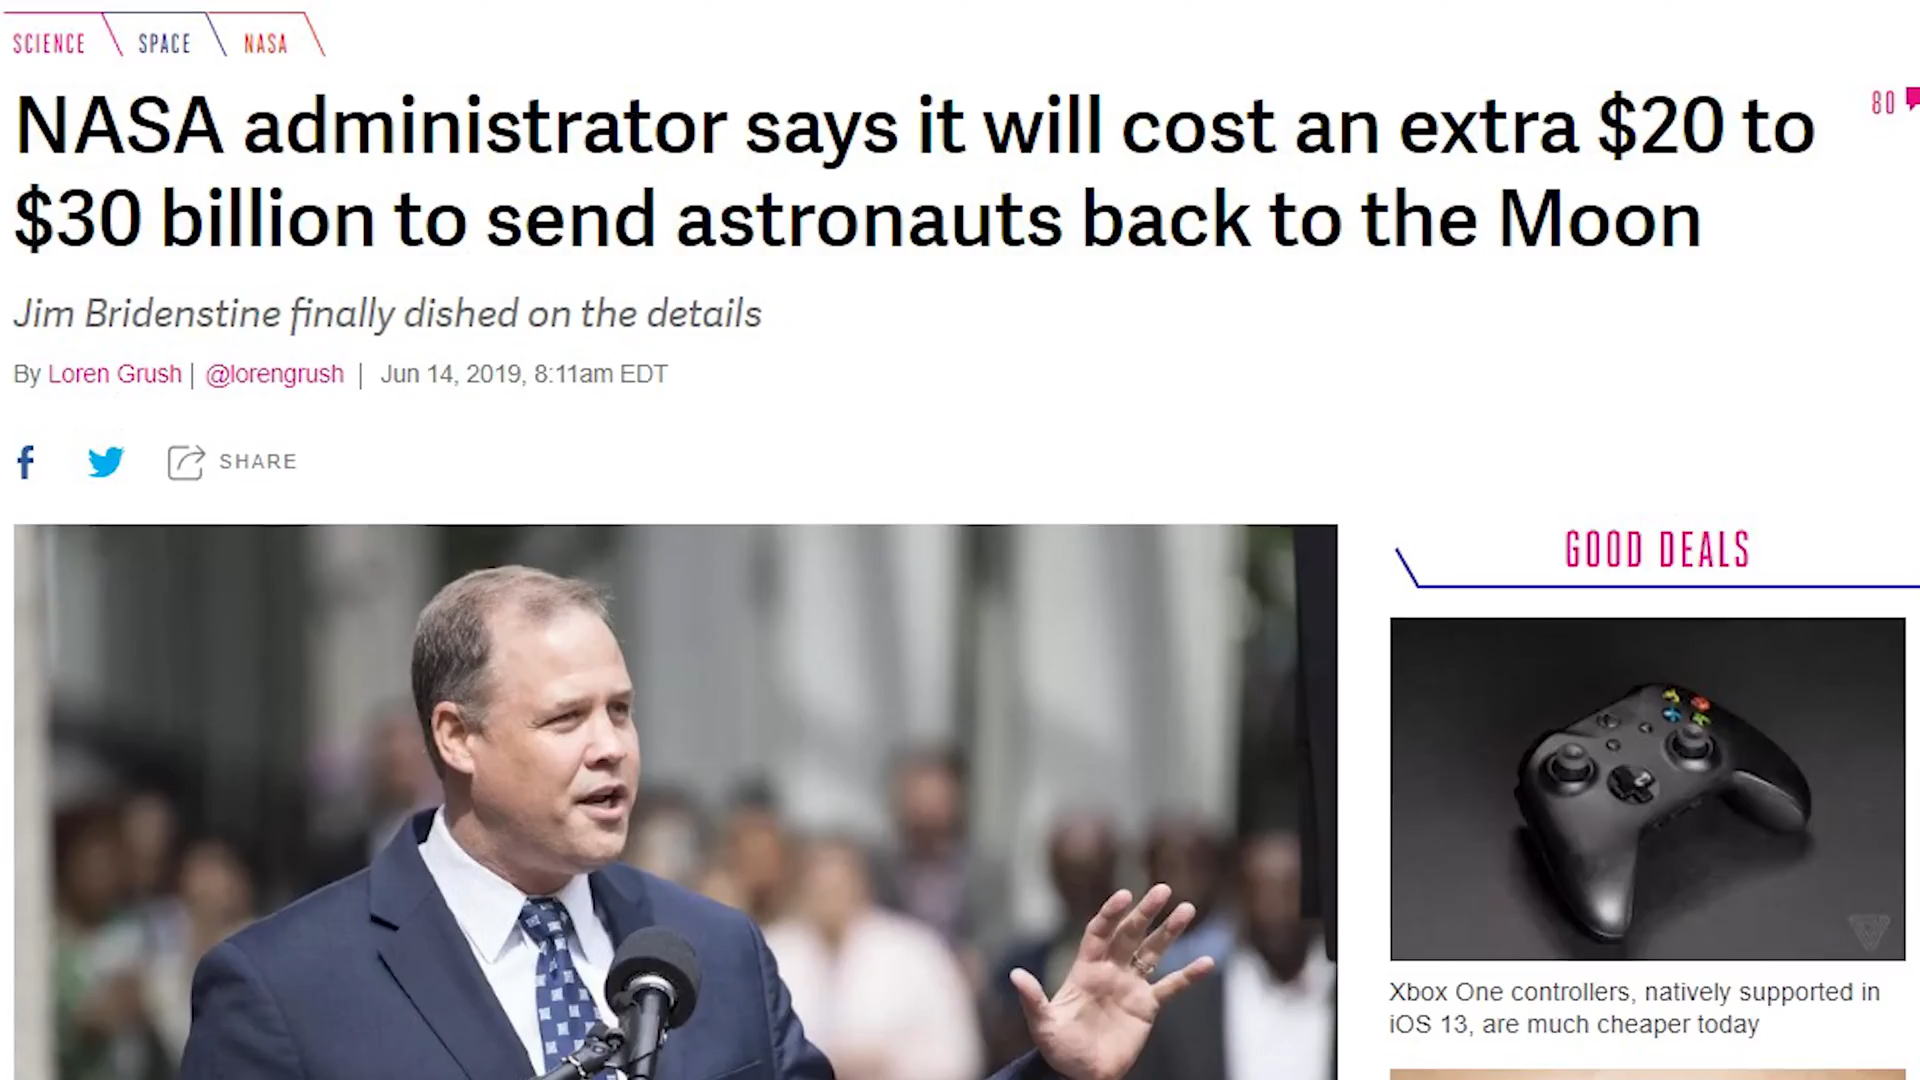 SCIENCE SPACE NASA
NASA administrator says it will cost an extra $20 to
80
$30 billion to send astronauts back to the Moon
Jim Bridenstine finally dished on the details
By Loren Grush | @lorengrush | Jun 14, 2019, 8:11am EDT
SHARE
GOOD DEALS
Xbox One controllers, natively supported in
iOS 13, are much cheaper today